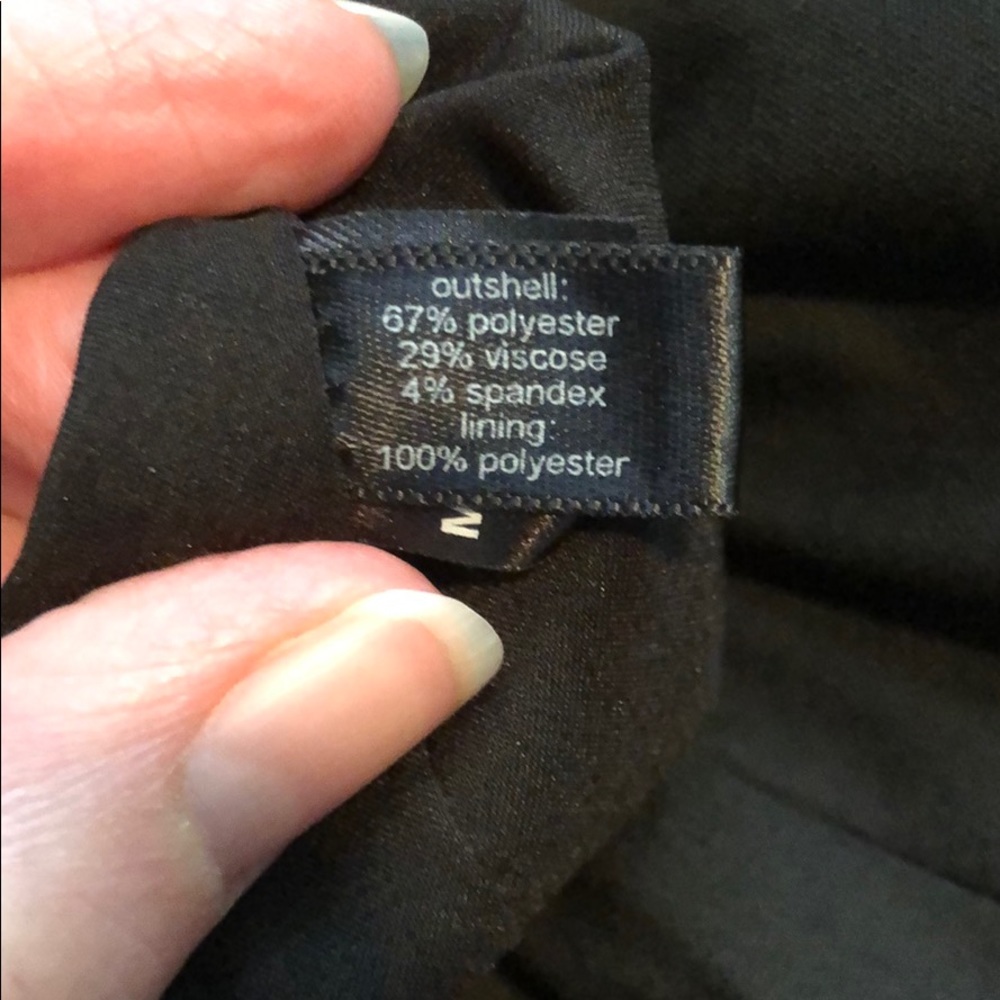 outshell:
67% polyester
29% viscose
4% spandex
lining:
100% polyester
M